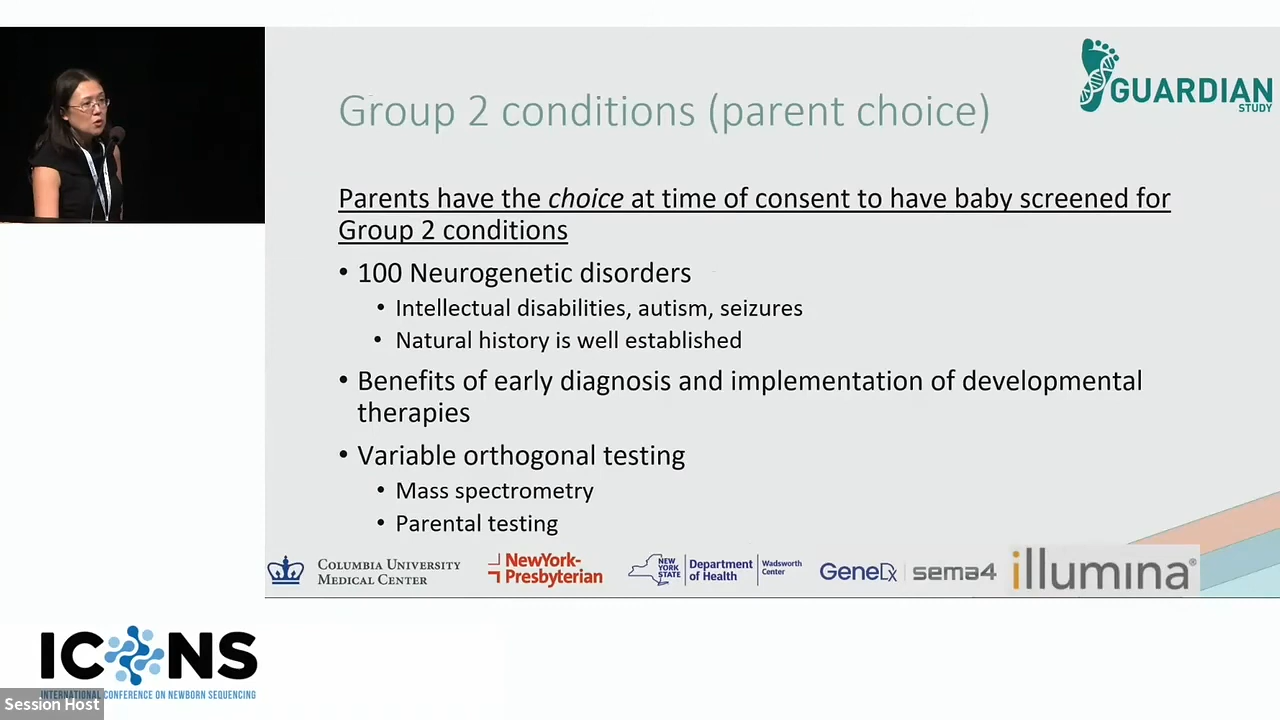 GUARDIAN
STUDY
Group 2 conditions (parent choice)
Parents have the choice at time of consent to have baby screened for
Group 2 conditions
• 100 Neurogenetic disorders
• Intellectual disabilities, autism, seizures
• Natural history is well established
• Benefits of early diagnosis and implementation of developmental
therapies
• Variable orthogonal testing
• Mass spectrometry
• Parental testing
COLUMBIA UNIVERSITY
MEDICAL CENTER
NewYork-
Presbyterian
NEW
YORK
STATE
Department
of Health
Wadsworth
Center
GeneDx
sema4
illumina®
ICONS
INTERNATIONAL CONFERENCE ON NEWBORN SEQUENCING
Session Host